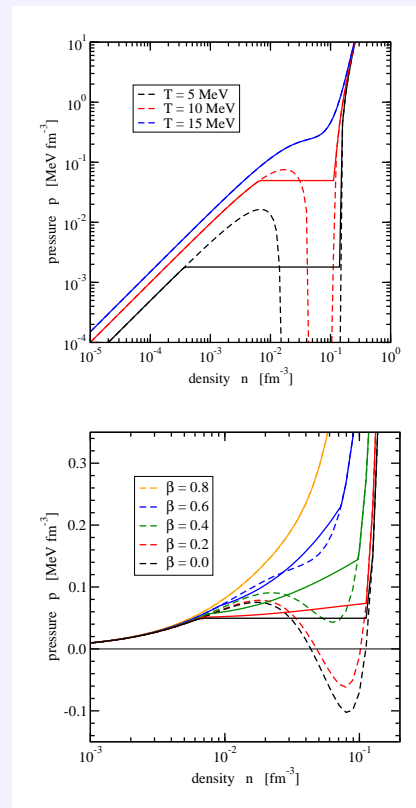 10^1
10^0
10^-1
10^-2
10^-3
10^-4
pressure p [MeV fm^-3]
T = 5 MeV
T = 10 MeV
T = 15 MeV
10^-5 10^-4 10^-3 10^-2 10^-1 10^0
density n [fm^-3]
0.3
0.2
0.1
0.0
-0.1
pressure p [MeV fm^-3]
β = 0.8
β = 0.6
β = 0.4
β = 0.2
β = 0.0
10^-3 10^-2 10^-1
density n [fm^-3]